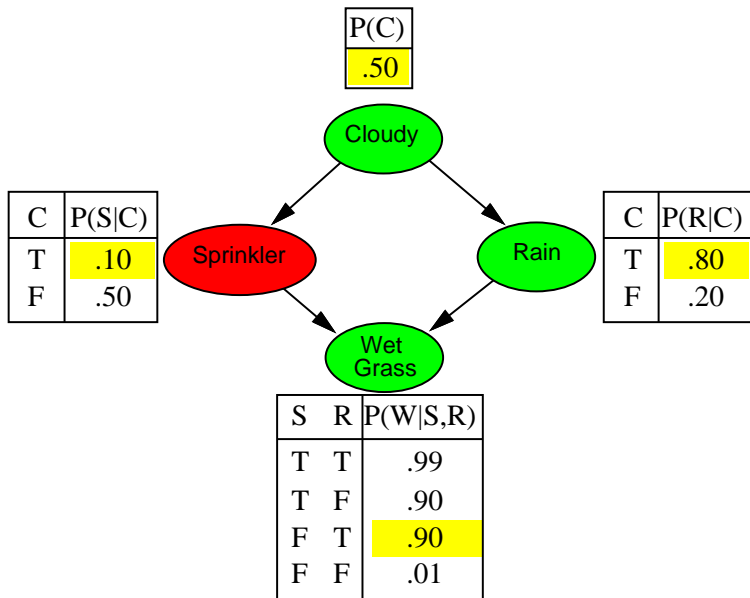 P(C)
.50
Cloudy
C P(S|C)
T .10
F .50
Sprinkler
Rain
C P(R|C)
T .80
F .20
Wet
Grass
S R P(W|S,R)
T T .99
T F .90
F T .90
F F .01